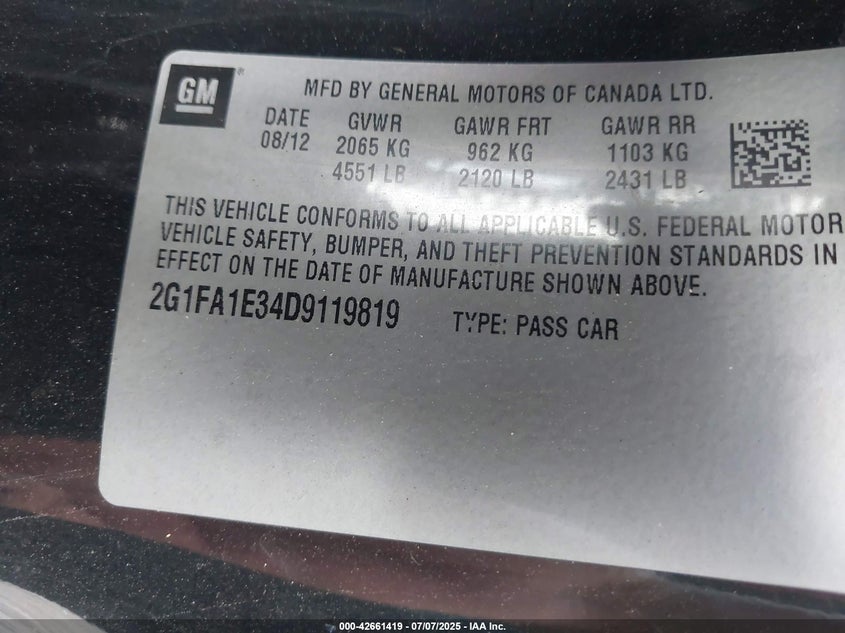 GM®
MFD BY GENERAL MOTORS OF CANADA LTD.
DATE GVWR GAWR FRT GAWR RR
08/12 2065 KG 962 KG 1103 KG
4551 LB 2120 LB 2431 LB
THIS VEHICLE CONFORMS TO ALL APPLICABLE U.S. FEDERAL MOTOR
VEHICLE SAFETY, BUMPER, AND THEFT PREVENTION STANDARDS IN
EFFECT ON THE DATE OF MANUFACTURE SHOWN ABOVE.
2G1FA1E34D9119819 TYPE: PASS CAR
000-42661419 - 07/07/2025 - IAA Inc.